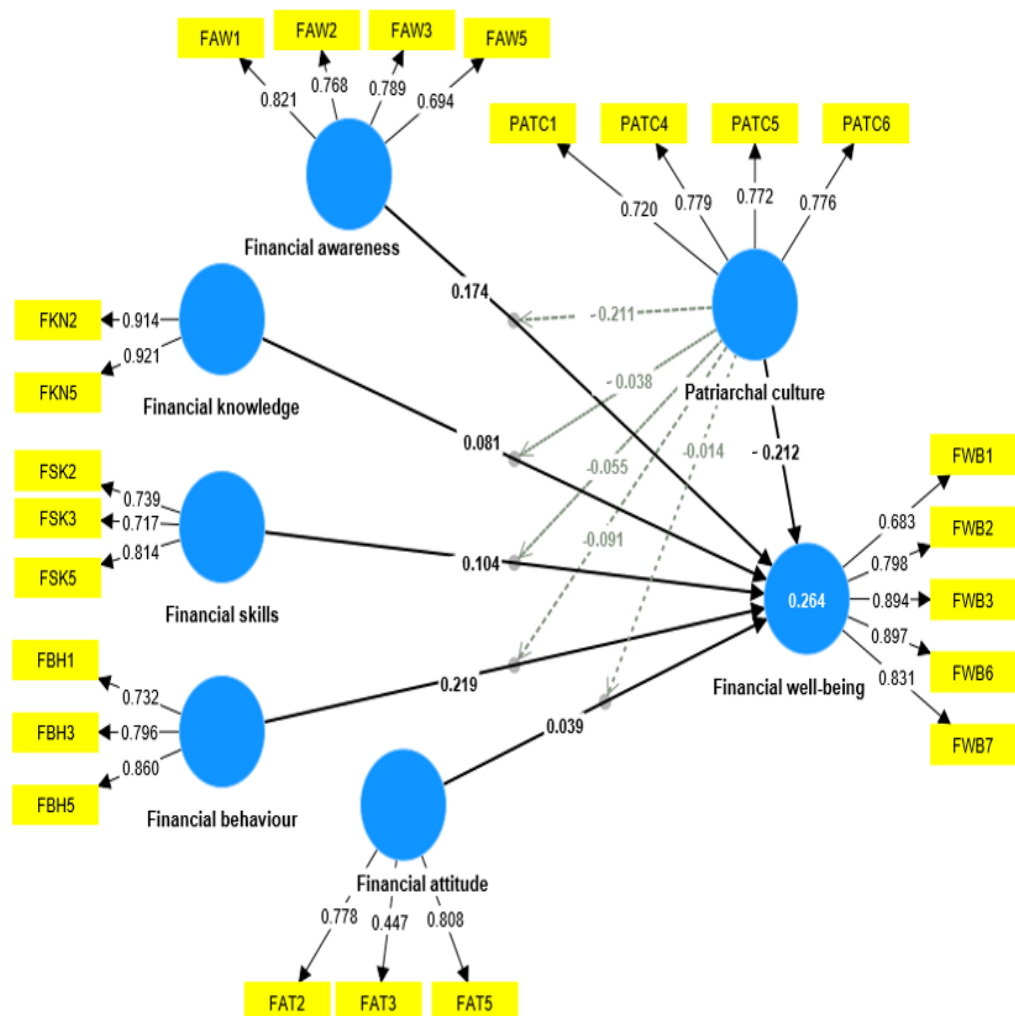 FAW1
FAW2
FAW3
FAW5
0.821
0.768
0.789
0.694
PATC1
PATC4
PATC5
PATC6
0.720
0.779
0.772
0.776
Financial awareness
0.174
-0.211
FKN2
FKN5
0.914
0.921
Financial knowledge
0.081
-0.038
Patriarchal culture
-0.212
FSK2
FSK3
FSK5
0.739
0.717
0.814
Financial skills
0.104
-0.055
-0.014
-0.091
FWB1
FWB2
FWB3
FWB6
FWB7
0.683
0.798
0.894
0.897
0.831
0.264
Financial well-being
FBH1
FBH3
FBH5
0.732
0.796
0.860
Financial behaviour
0.219
0.039
Financial attitude
0.778
0.447
0.808
FAT2
FAT3
FAT5